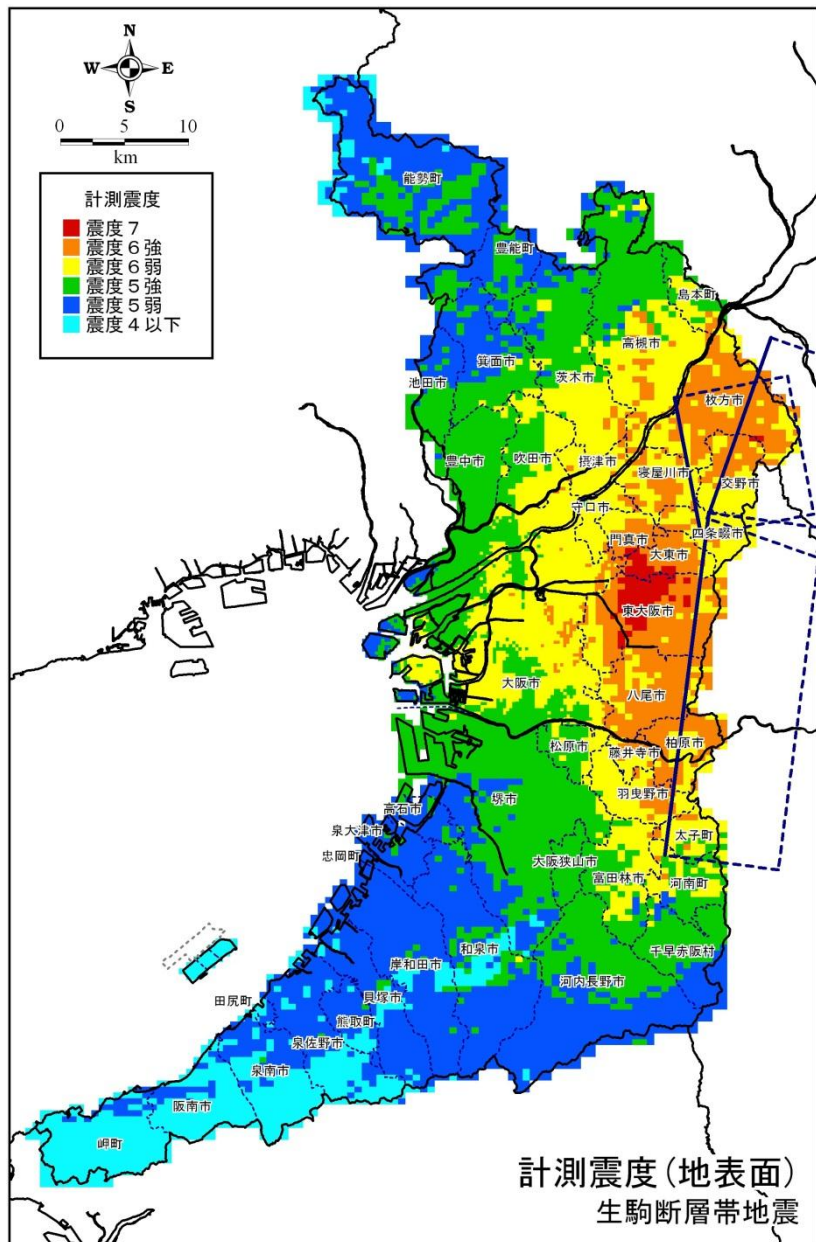 N
W E
S
0 5 10
km
計測震度
震度7
震度6強
震度6弱
震度5強
震度5弱
震度4以下
能勢町
豊能町
島本町
高槻市
箕面市
茨木市
池田市
枚方市
豊中市
吹田市
摂津市
寝屋川市
交野市
守口市
四条畷市
門真市
大東市
東大阪市
大阪市
八尾市
松原市
藤井寺市
柏原市
羽曳野市
堺市
高石市
泉大津市
太子町
忠岡町
大阪狭山市
富田林市
河南町
和泉市
千早赤阪村
岸和田市
河内長野市
貝塚市
田尻町
熊取町
泉佐野市
泉南市
阪南市
岬町
計測震度(地表面)
生駒断層帯地震